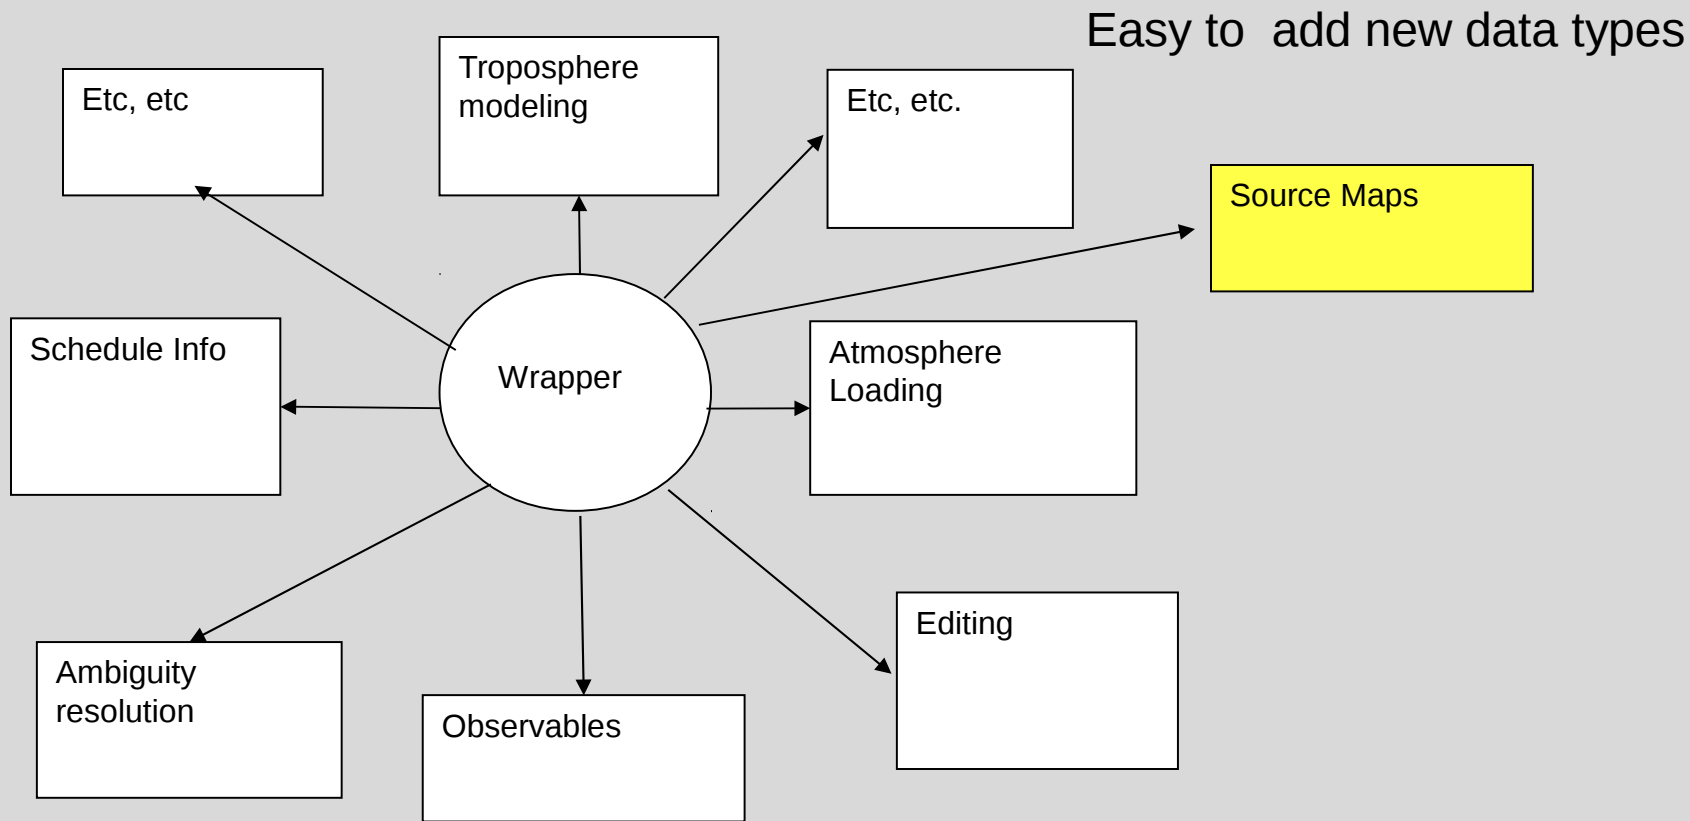 Easy to  add new data types
Etc, etc
Troposphere
modeling
Etc, etc.
Source Maps
Schedule Info
Wrapper
Atmosphere
Loading
Ambiguity
resolution
Observables
Editing